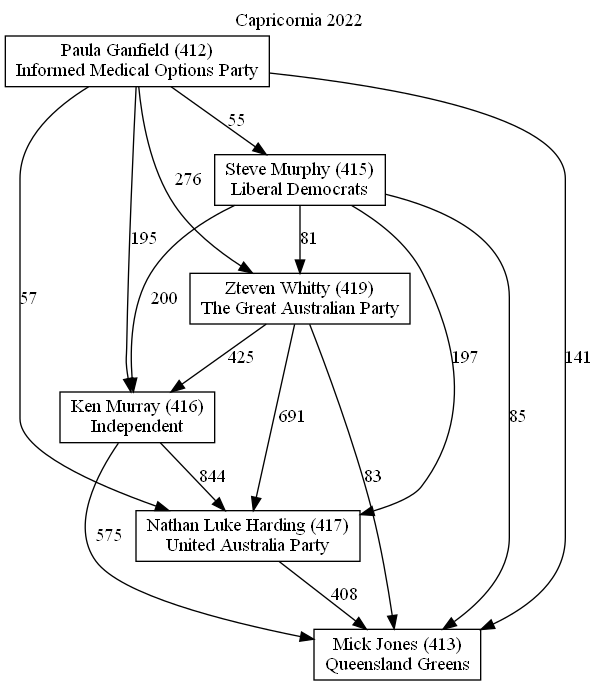 Capricornia 2022
Paula Ganfield (412)
Informed Medical Options Party
55
Steve Murphy (415)
Liberal Democrats
276
195
200
81
57
Zteven Whitty (419)
The Great Australian Party
425
197
141
Ken Murray (416)
Independent
691
85
844
83
575
Nathan Luke Harding (417)
United Australia Party
408
Mick Jones (413)
Queensland Greens